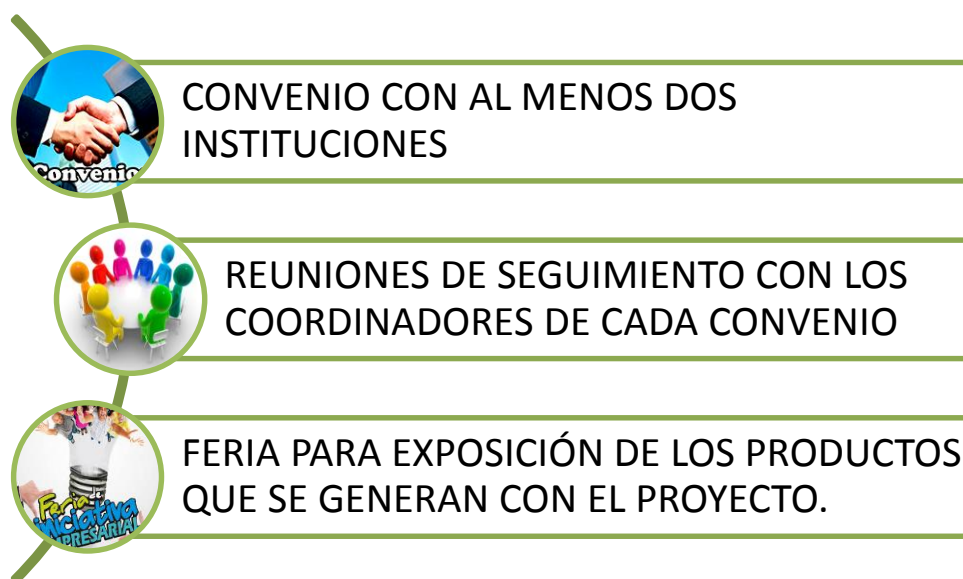 CONVENIO CON AL MENOS DOS
INSTITUCIONES
Convenio
REUNIONES DE SEGUIMIENTO CON LOS
COORDINADORES DE CADA CONVENIO
FERIA PARA EXPOSICIÓN DE LOS PRODUCTOS
QUE SE GENERAN CON EL PROYECTO.
Feria de
iniciativa
EMPRESARIAL